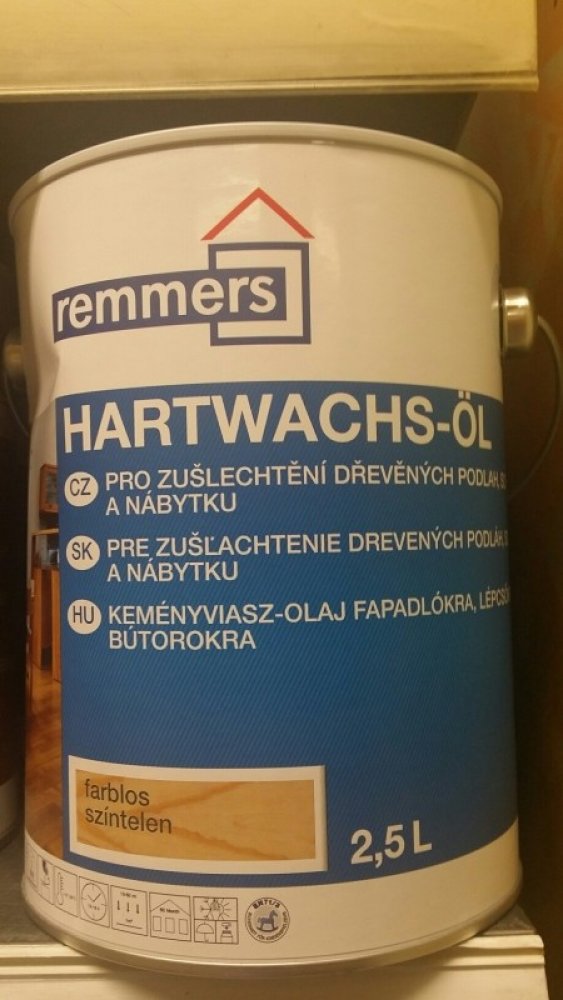 remmers
HARTWACHS-ÖL
CZ PRO ZUŠLECHTĚNÍ DŘEVĚNÝCH PODLAH,
A NÁBYTKU
SK PRE ZUŠĽACHTENIE DREVENÝCH PODLÁH,
A NÁBYTKU
HU KEMÉNYVIASZ-OLAJ FAPADLÓKRA,
BÚTOROKRA
farblos
színtelen
2,5 L